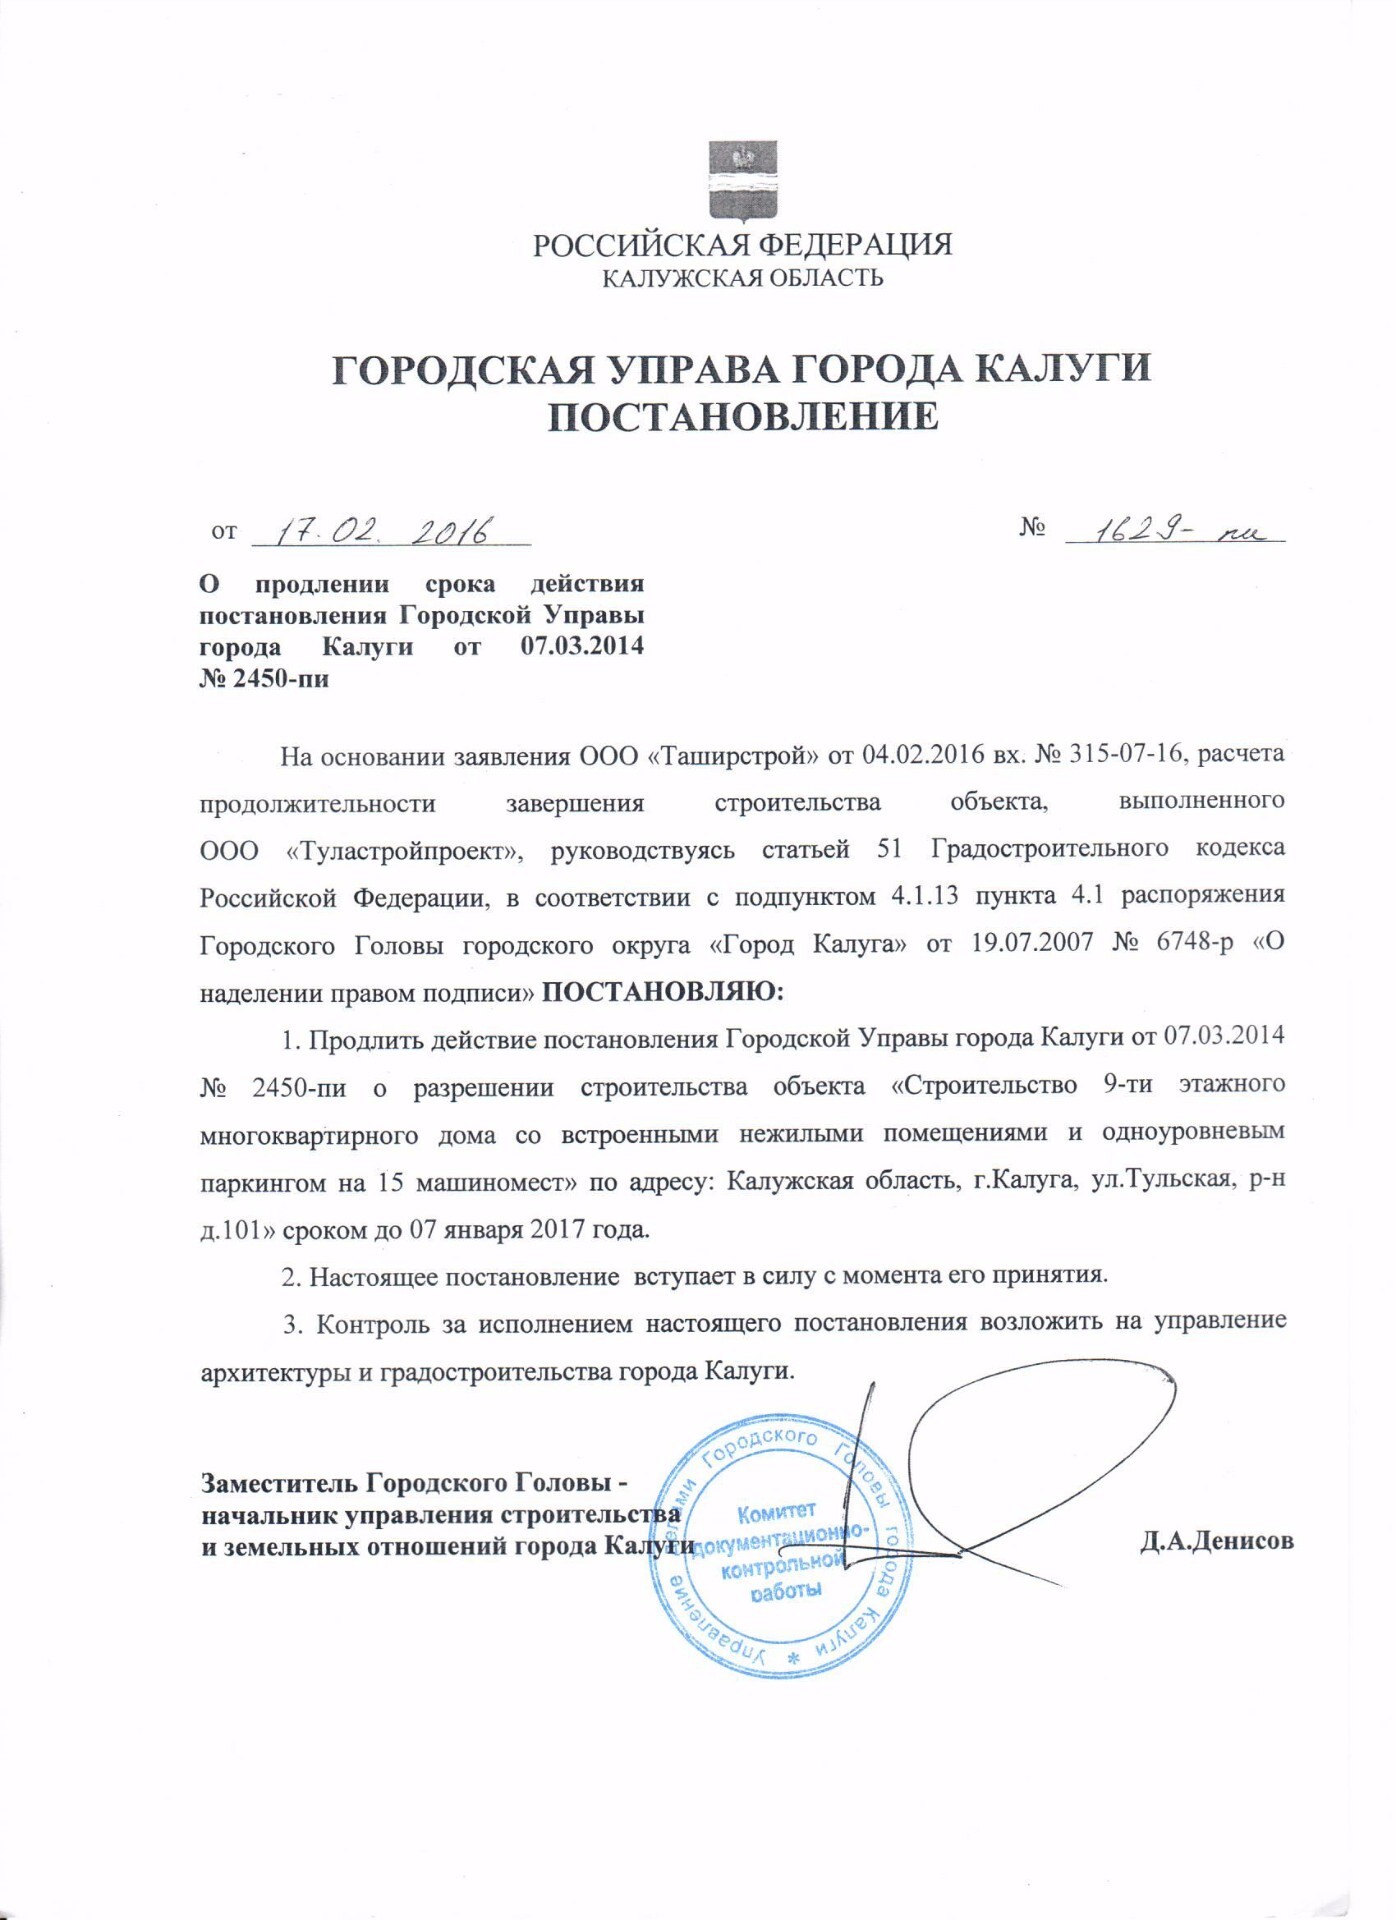 РОССИЙСКАЯ ФЕДЕРАЦИЯ
КАЛУЖСКАЯ ОБЛАСТЬ
ГОРОДСКАЯ УПРАВА ГОРОДА КАЛУГИ
ПОСТАНОВЛЕНИЕ
от 17.02.2016 № 1629-пи
О продлении срока действия
постановления Городской Управы
города Калуги от 07.03.2014
№ 2450-пи
На основании заявления ООО «Таширстрой» от 04.02.2016 вх. № 315-07-16, расчета
продолжительности завершения строительства объекта, выполненного
ООО «Туластройпроект», руководствуясь статьей 51 Градостроительного кодекса
Российской Федерации, в соответствии с подпунктом 4.1.13 пункта 4.1 распоряжения
Городского Головы городского округа «Город Калуга» от 19.07.2007 № 6748-р «О
наделении правом подписи» ПОСТАНОВЛЯЮ:
1. Продлить действие постановления Городской Управы города Калуги от 07.03.2014
№ 2450-пи о разрешении строительства объекта «Строительство 9-ти этажного
многоквартирного дома со встроенными нежилыми помещениями и одноуровневым
паркингом на 15 машиномест» по адресу: Калужская область, г.Калуга, ул.Тульская, р-н
д.101» сроком до 07 января 2017 года.
2. Настоящее постановление вступает в силу с момента его принятия.
3. Контроль за исполнением настоящего постановления возложить на управление
архитектуры и градостроительства города Калуги.
Заместитель Городского Головы -
начальник управления строительства
и земельных отношений города Калуги
Д.А.Денисов
Управление делами Городского Головы города Калуги *
Комитет
документационно-
контрольной
работы